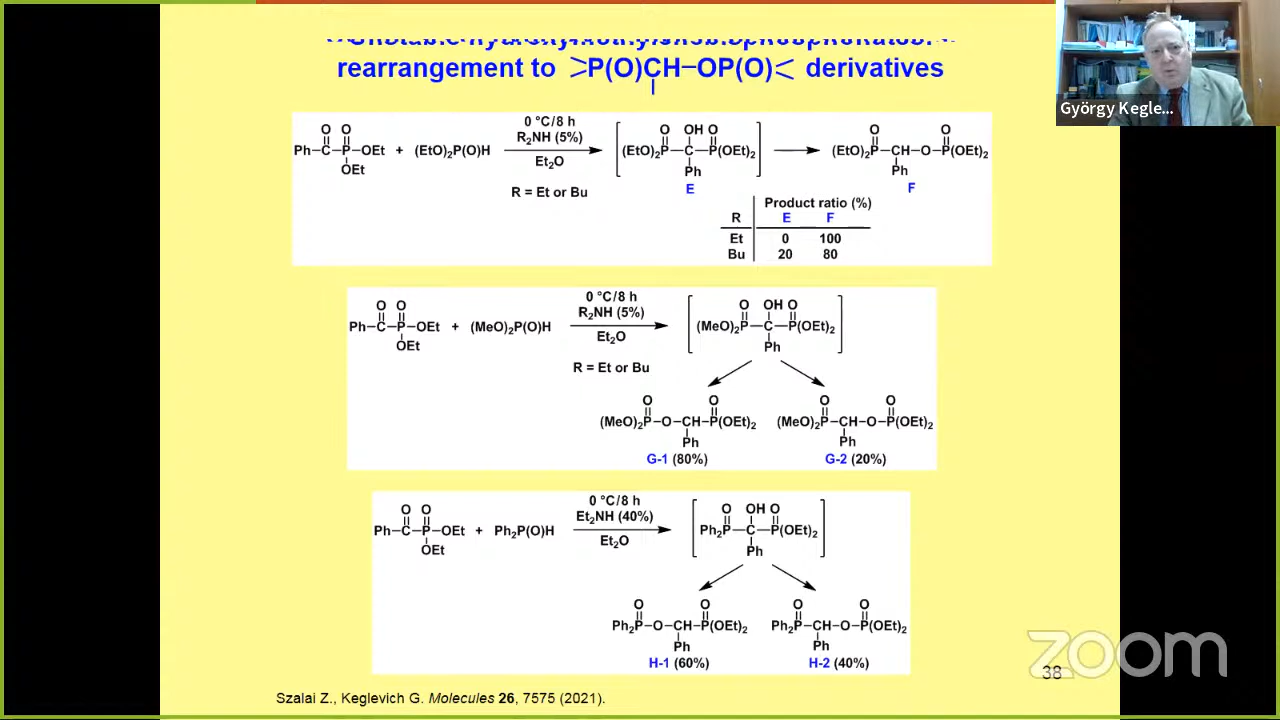 rearrangement to >P(O)CH–OP(O)< derivatives
György Kegle...
O O
Ph–C–P–OEt + (EtO)₂P(O)H
OEt
0 °C/8 h
R₂NH (5%)
Et₂O
R = Et or Bu
O OH O
(EtO)₂P–C–P(OEt)₂
Ph
E
O O
(EtO)₂P–CH–O–P(OEt)₂
Ph
F
Product ratio (%)
R E F
Et 0 100
Bu 20 80
O O
Ph–C–P–OEt + (MeO)₂P(O)H
OEt
0 °C/8 h
R₂NH (5%)
Et₂O
R = Et or Bu
O OH O
(MeO)₂P–C–P(OEt)₂
Ph
O O
(MeO)₂P–O–CH–P(OEt)₂
Ph
G-1 (80%)
O O
(MeO)₂P–CH–O–P(OEt)₂
Ph
G-2 (20%)
O O
Ph–C–P–OEt + Ph₂P(O)H
OEt
0 °C/8 h
Et₂NH (40%)
Et₂O
O OH O
Ph₂P–C–P(OEt)₂
Ph
O O
Ph₂P–O–CH–P(OEt)₂
Ph
H-1 (60%)
O O
Ph₂P–CH–O–P(OEt)₂
Ph
H-2 (40%)
zoom
38
Szalai Z., Keglevich G. Molecules 26, 7575 (2021).